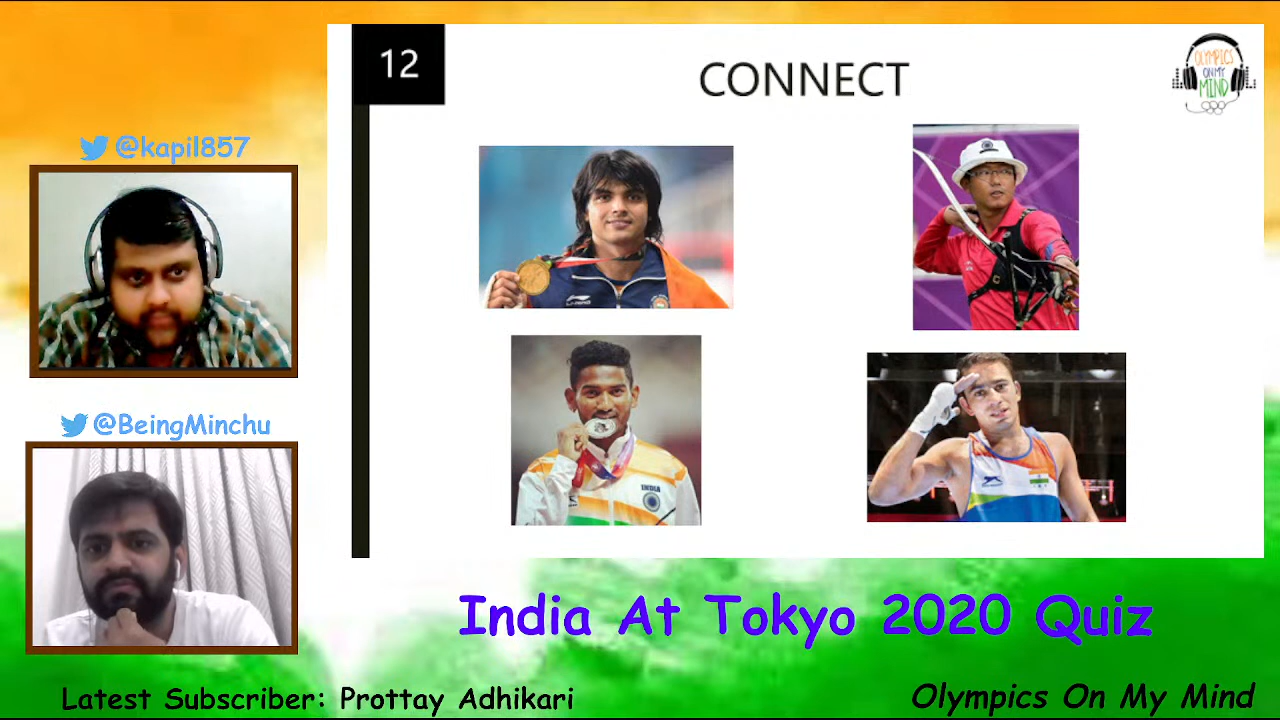 12
CONNECT
OLYMPICS
ON MY
MIND
@kapil857
@BeingMinchu
INDIA
India At Tokyo 2020 Quiz
Latest Subscriber: Prottay Adhikari
Olympics On My Mind